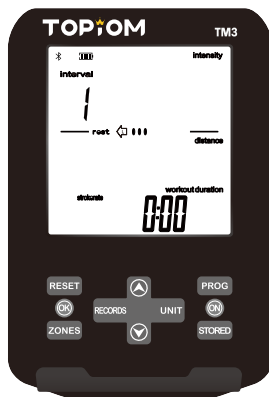 TOPIOM
TM3
intensity
interval
1
rest
distance
workout duration
strokerate
0:00
RESET
PROG
OK
RECORDS
UNIT
ON
ZONES
STORED